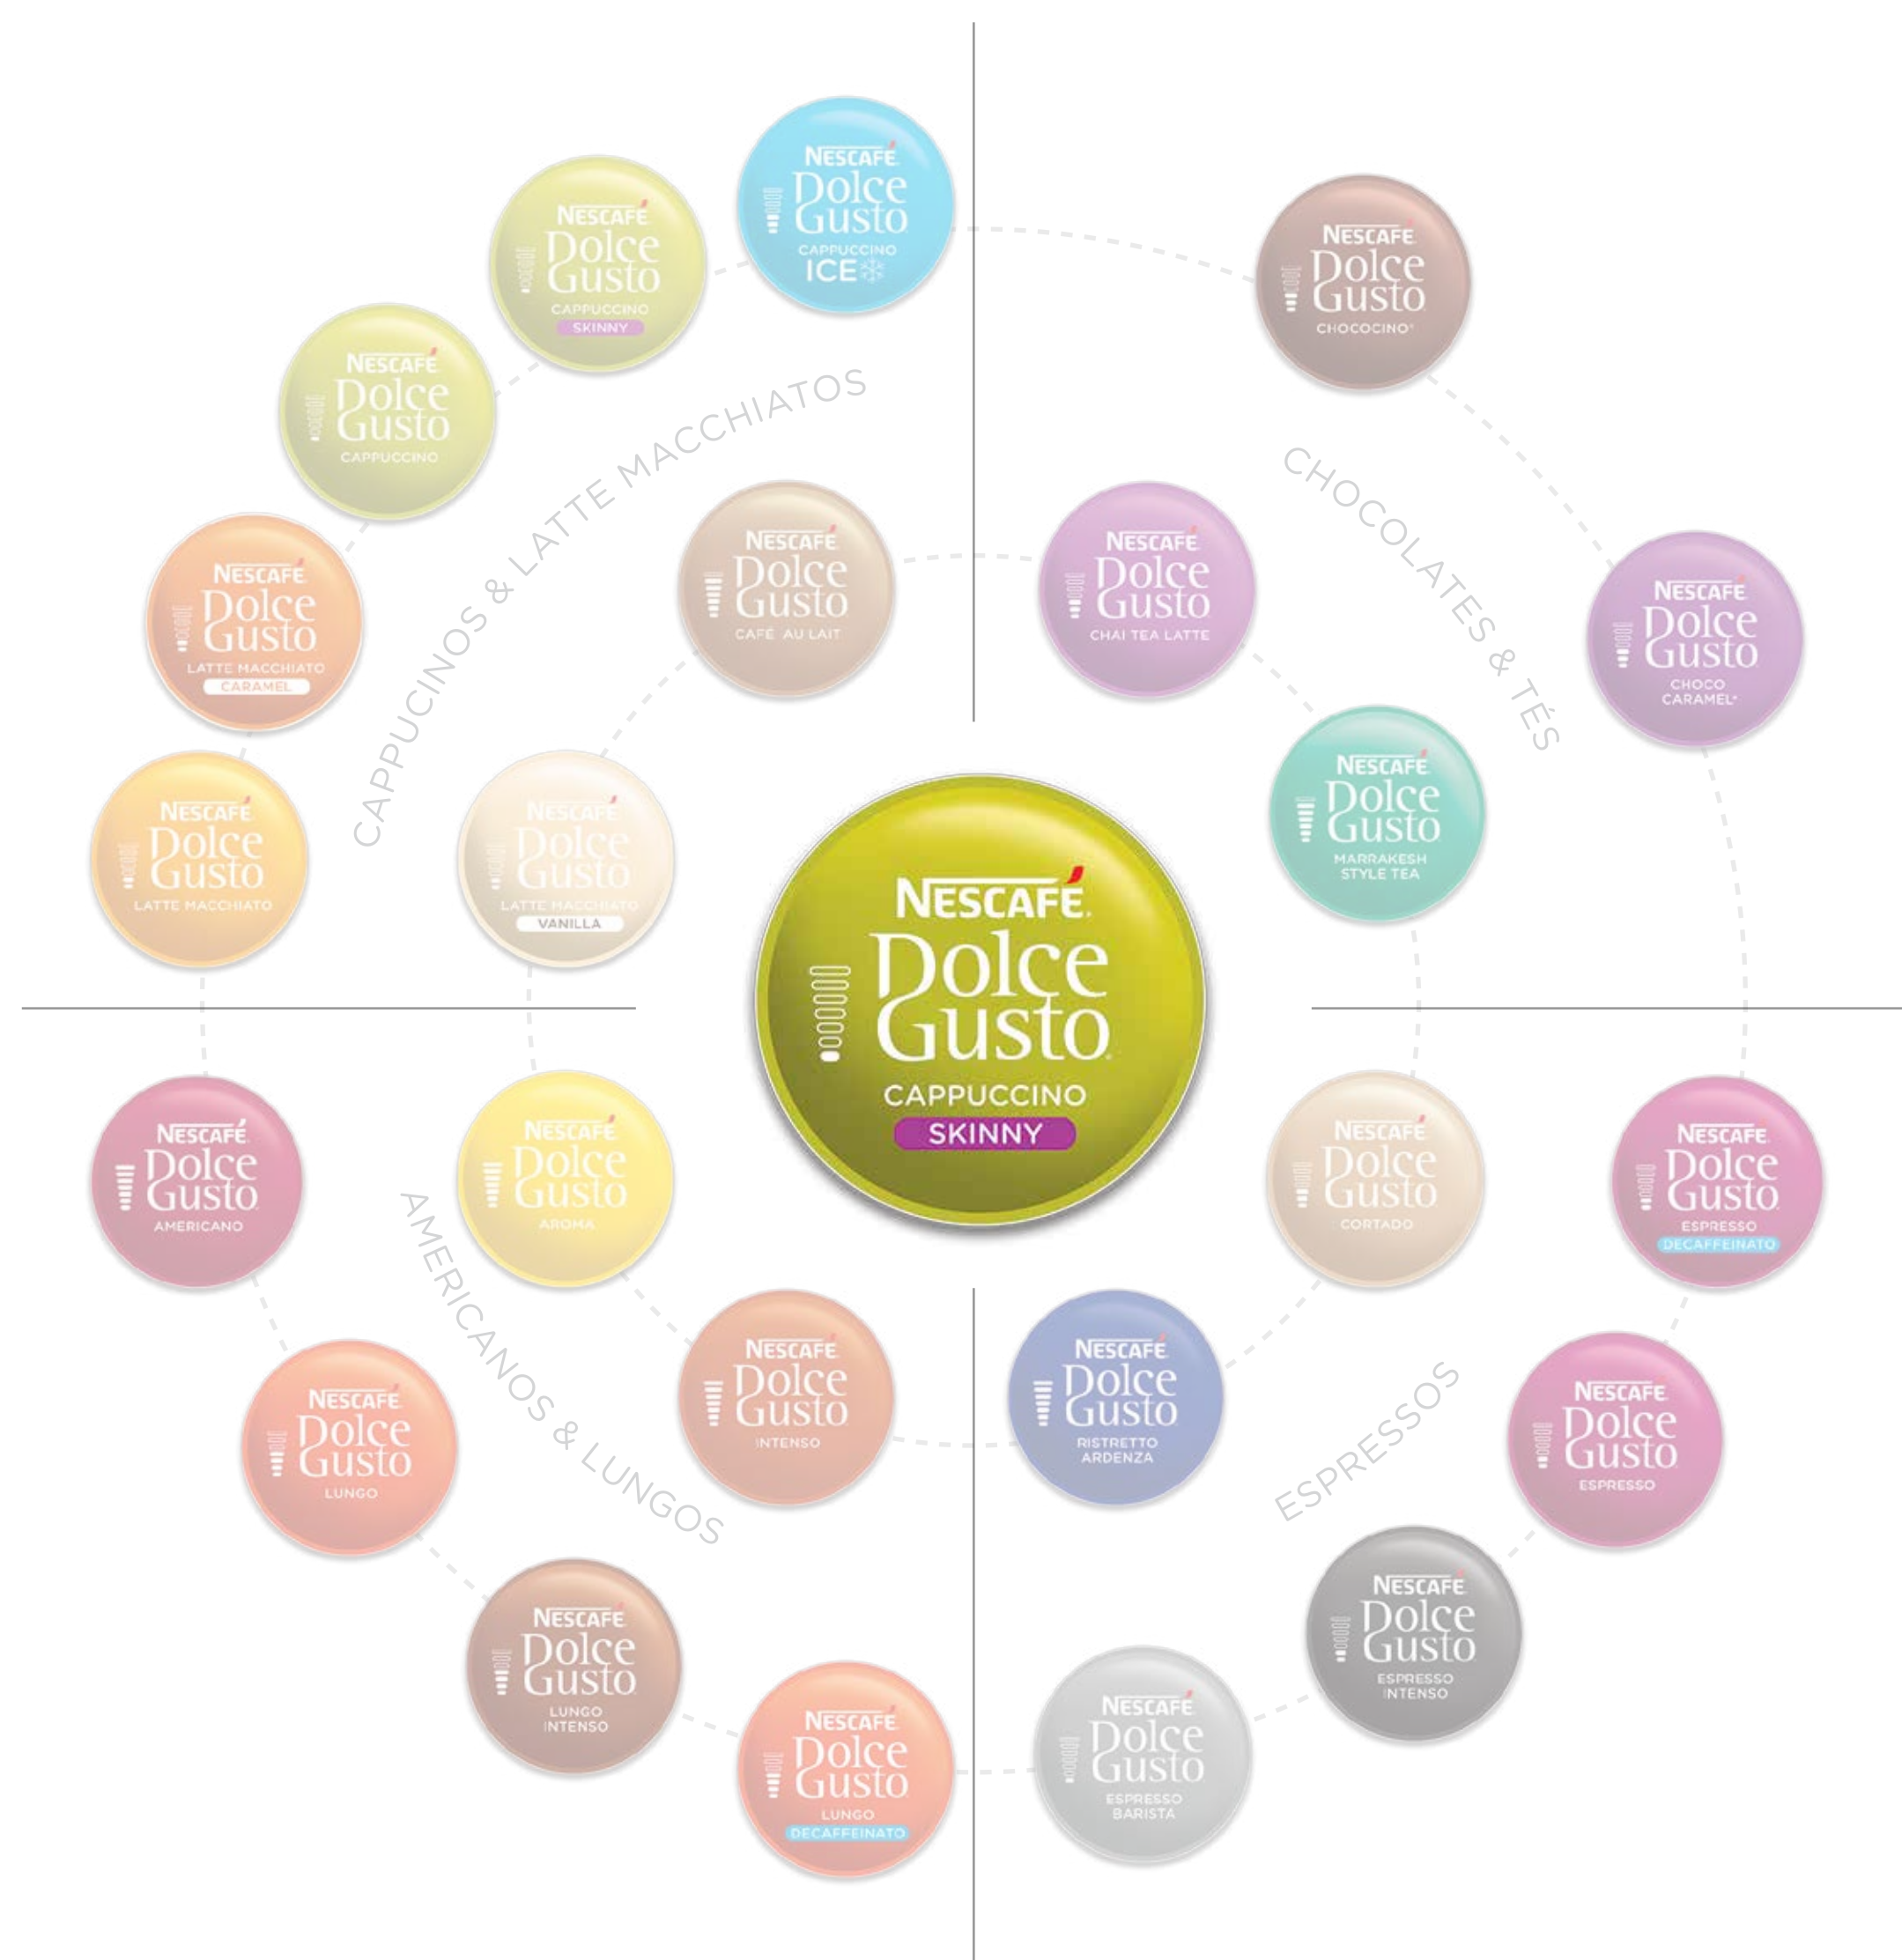 NESCAFÉ
Dolce
Gusto
CAPPUCCINO
ICE
NESCAFÉ
Dolce
Gusto
CAPPUCCINO
SKINNY
NESCAFÉ
Dolce
Gusto
CAPPUCCINO
NESCAFÉ
Dolce
Gusto
LATTE MACCHIATO
CARAMEL
NESCAFÉ
Dolce
Gusto
LATTE MACCHIATO
CAPPUCINOS & LATTE MACCHIATOS
NESCAFÉ
Dolce
Gusto
CAFÉ AU LAIT
NESCAFÉ
Dolce
Gusto
LATTE MACCHIATO
VANILLA
NESCAFÉ
Dolce
Gusto
CHOCOCINO*
NESCAFÉ
Dolce
Gusto
CHOCO
CARAMEL*
CHOCOLATES & TÉS
NESCAFÉ
Dolce
Gusto
CHAI TEA LATTE
NESCAFÉ
Dolce
Gusto
MARRAKESH
STYLE TEA
NESCAFÉ
Dolce
Gusto
CAPPUCCINO
SKINNY
NESCAFÉ
Dolce
Gusto
AMERICANO
NESCAFÉ
Dolce
Gusto
AROMA
AMERICANOS & LUNGOS
NESCAFÉ
Dolce
Gusto
LUNGO
NESCAFÉ
Dolce
Gusto
INTENSO
NESCAFÉ
Dolce
Gusto
LUNGO
INTENSO
NESCAFÉ
Dolce
Gusto
LUNGO
DECAFFEINATO
NESCAFÉ
Dolce
Gusto
CORTADO
NESCAFÉ
Dolce
Gusto
ESPRESSO
DECAFFEINATO
NESCAFÉ
Dolce
Gusto
RISTRETTO
ARDENZA
ESPRESSOS
NESCAFÉ
Dolce
Gusto
ESPRESSO
NESCAFÉ
Dolce
Gusto
ESPRESSO
INTENSO
NESCAFÉ
Dolce
Gusto
ESPRESSO
BARISTA